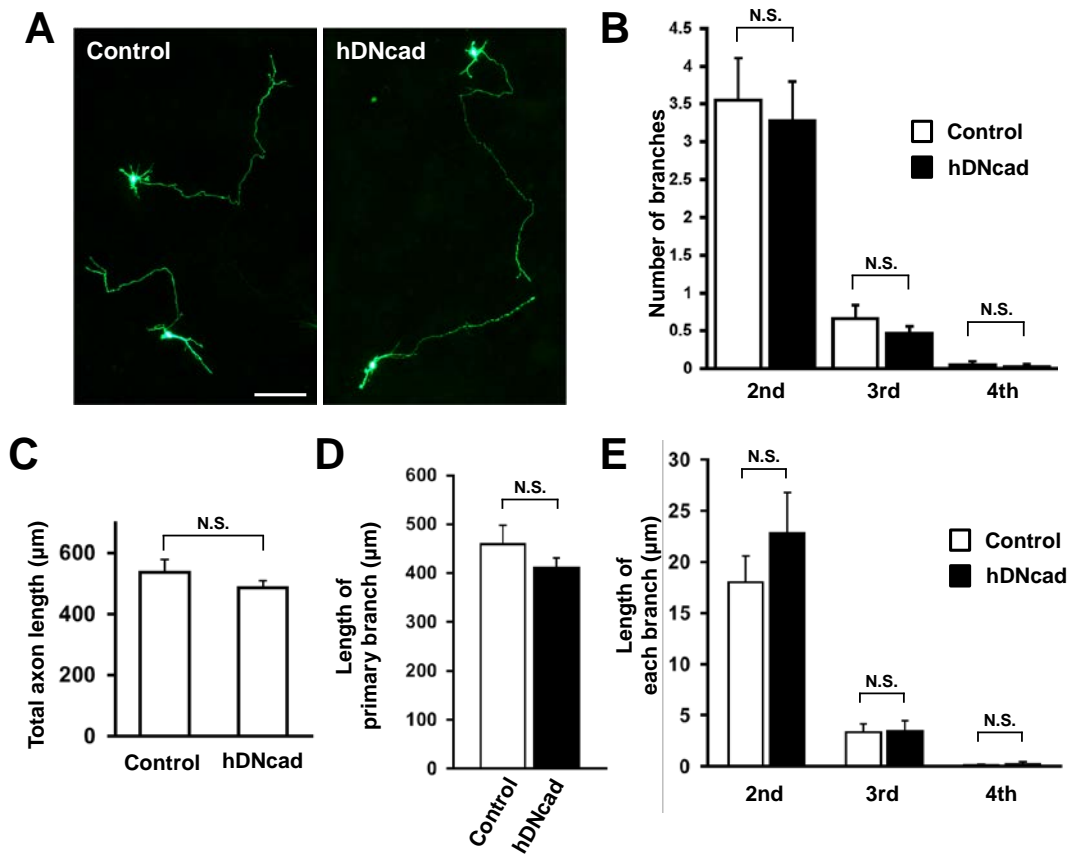 A
Control
hDNcad
B
Number of branches
4.5
4
3.5
3
2.5
2
1.5
1
0.5
0
N.S.
N.S.
N.S.
2nd
3rd
4th
Control
hDNcad
C
Total axon length (μm)
600
400
200
0
N.S.
Control
hDNcad
D
Length of
primary branch (μm)
600
500
400
300
200
100
0
N.S.
Control
hDNcad
E
Length of
each branch (μm)
30
25
20
15
10
5
0
N.S.
N.S.
N.S.
2nd
3rd
4th
Control
hDNcad